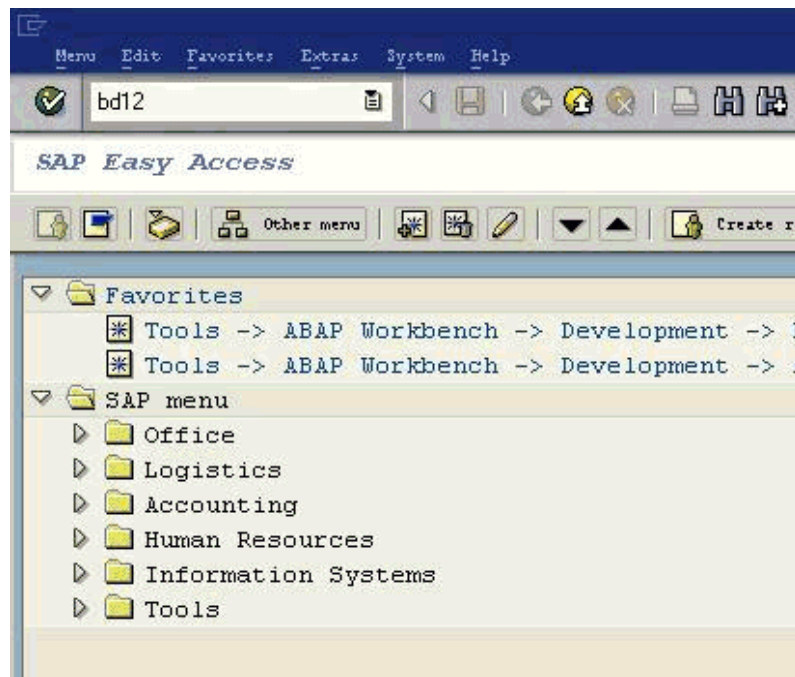 Menu Edit Favorites Extras System Help
bd12
SAP Easy Access
Other menu Create r
Favorites
Tools -> ABAP Workbench -> Development ->
Tools -> ABAP Workbench -> Development ->
SAP menu
Office
Logistics
Accounting
Human Resources
Information Systems
Tools